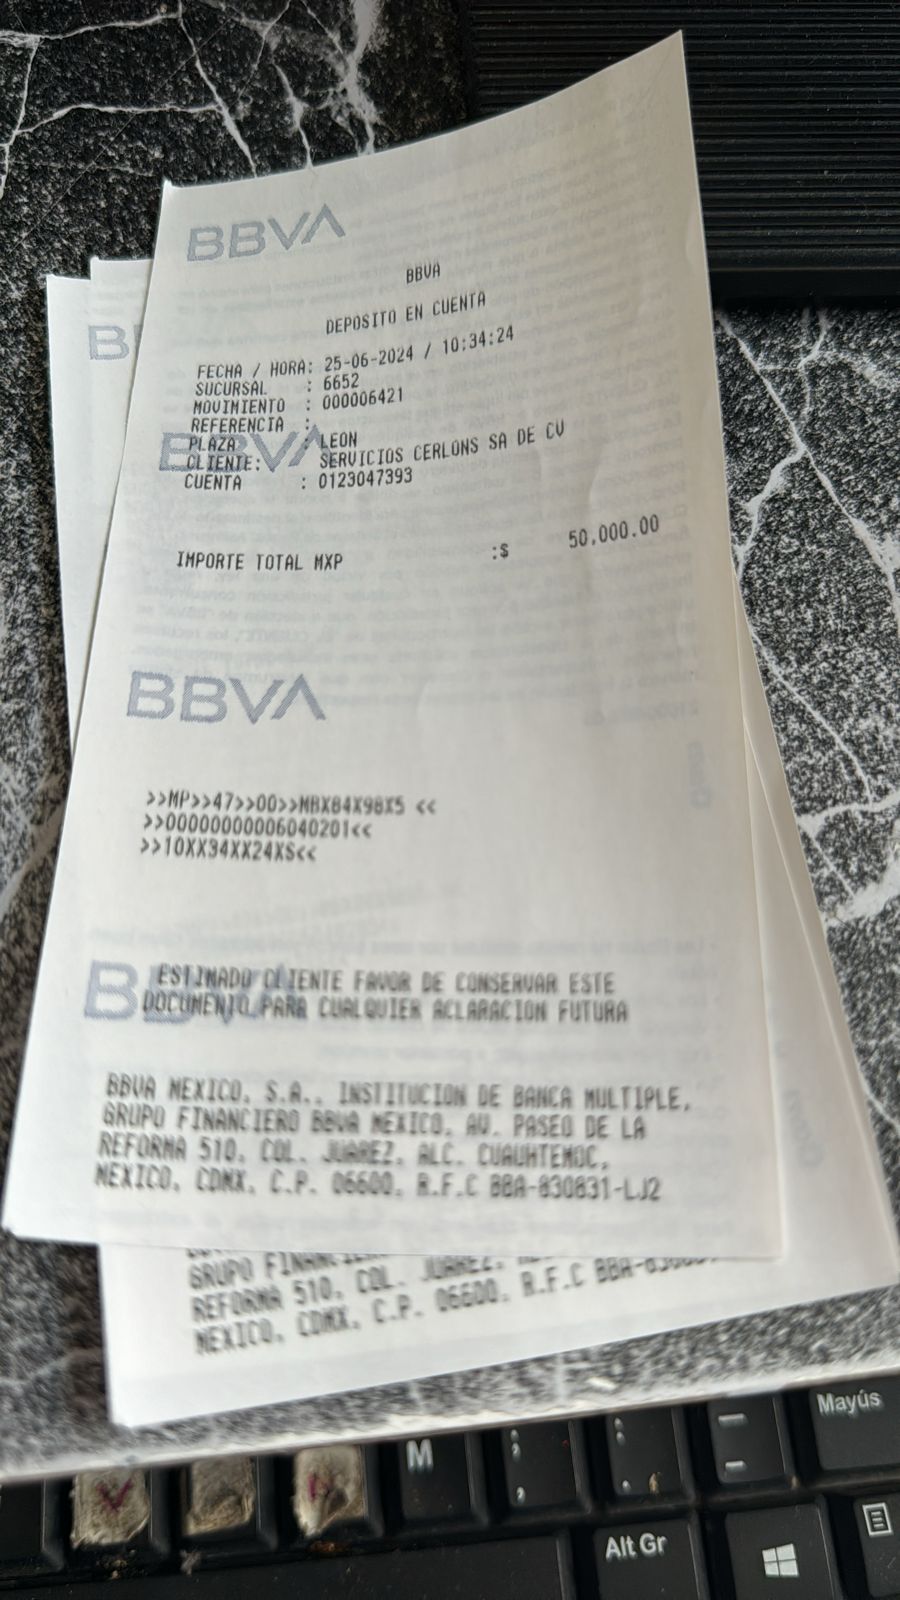 BBVA
BBVA
DEPOSITO EN CUENTA
FECHA / HORA: 25-06-2024 / 10:34:24
SUCURSAL : 6652
MOVIMIENTO : 000006421
REFERENCIA :
PLAZA : LEON
BBVA
CLIENTE: SERVICIOS CERLONS SA DE CV
CUENTA : 0123047393
IMPORTE TOTAL MXP :$ 50,000.00
BBVA
>>MP>>47>>00>>MBX84X98X5 <<
>>00000000006040201<<
>>10XX34XX24XS<<
BBVA
ESTIMADO CLIENTE FAVOR DE CONSERVAR ESTE
DOCUMENTO PARA CUALQUIER ACLARACION FUTURA
BBVA MEXICO, S.A., INSTITUCION DE BANCA MULTIPLE,
GRUPO FINANCIERO BBVA MEXICO, AV. PASEO DE LA
REFORMA 510, COL. JUAREZ, ALC. CUAUHTEMOC,
MEXICO, CDMX, C.P. 06600, R.F.C BBA-830831-LJ2
GRUPO
REFORMA 510, COL. JUAREZ,
MEXICO, CDMX, C.P. 06600, R.F.C
Mayús
M
; ,
: .
_ -
Alt Gr